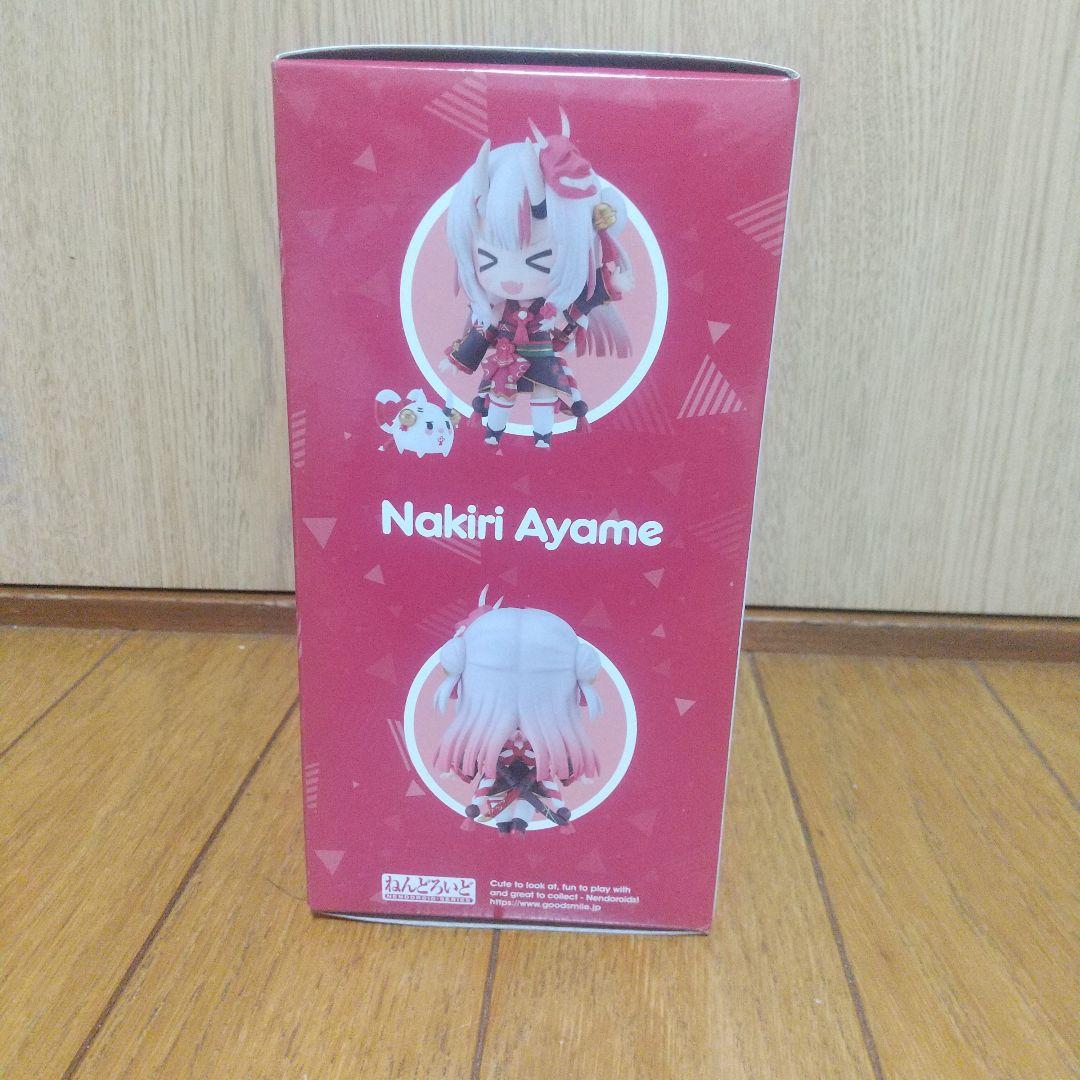 Nakiri Ayame
ねんどろいど
NENDOROID SERIES
Cute to look at, fun to play with
and great to collect - Nendoroids!
https://www.goodsmile.jp